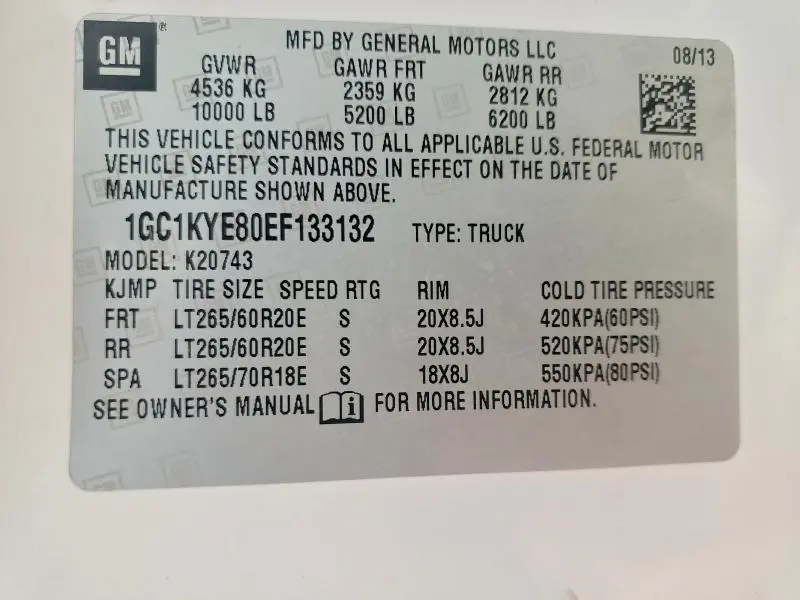 GM®
MFD BY GENERAL MOTORS LLC 08/13
GVWR GAWR FRT GAWR RR
4536 KG 2359 KG 2812 KG
10000 LB 5200 LB 6200 LB
THIS VEHICLE CONFORMS TO ALL APPLICABLE U.S. FEDERAL MOTOR
VEHICLE SAFETY STANDARDS IN EFFECT ON THE DATE OF
MANUFACTURE SHOWN ABOVE.
1GC1KYE80EF133132 TYPE: TRUCK
MODEL: K20743
KJMP TIRE SIZE SPEED RTG RIM COLD TIRE PRESSURE
FRT LT265/60R20E S 20X8.5J 420KPA(60PSI)
RR LT265/60R20E S 20X8.5J 520KPA(75PSI)
SPA LT265/70R18E S 18X8J 550KPA(80PSI)
SEE OWNER'S MANUAL i FOR MORE INFORMATION.